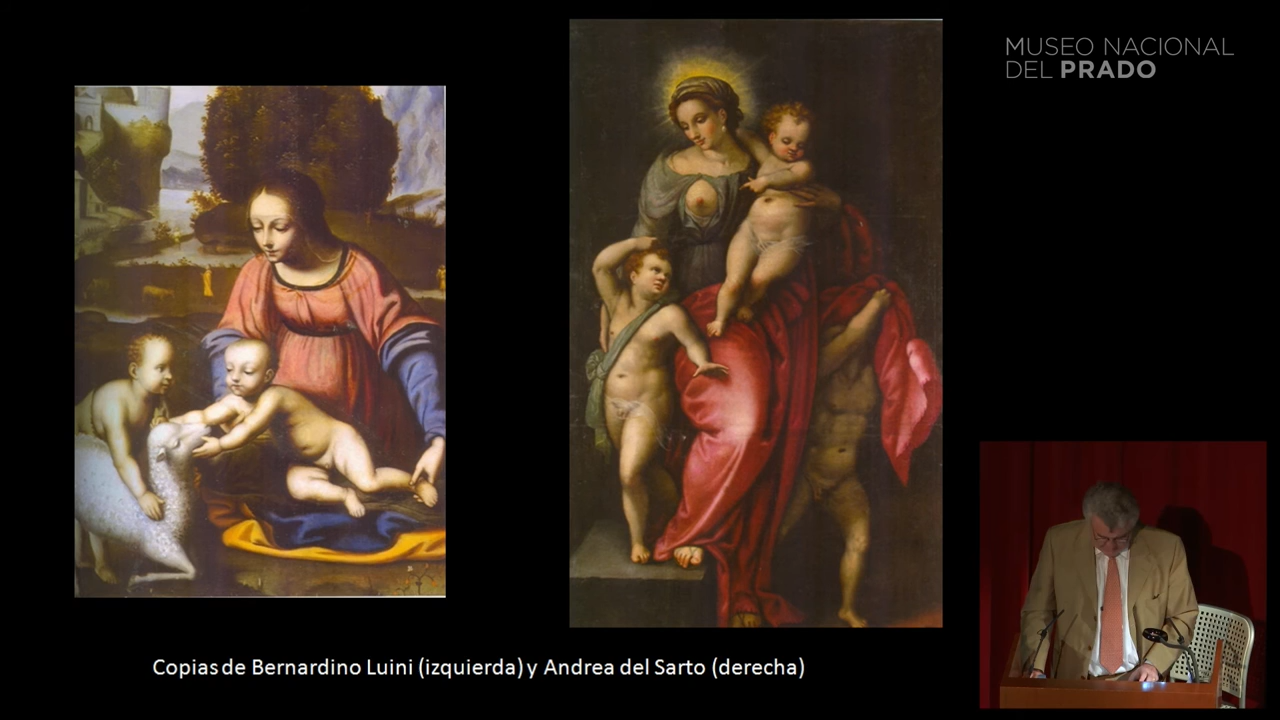 MUSEO NACIONAL
DEL PRADO
Copias de Bernardino Luini (izquierda) y Andrea del Sarto (derecha)